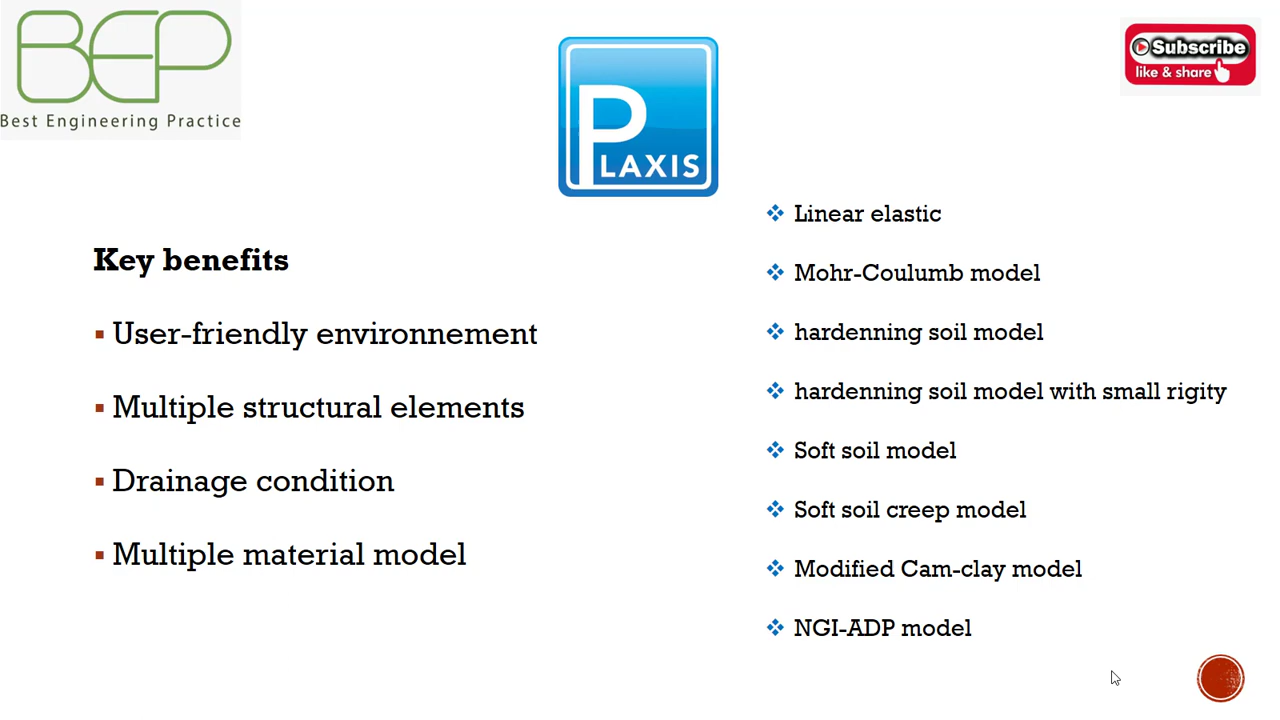 BEP
Best Engineering Practice
PLAXIS
Subscribe
like & share
Key benefits
User-friendly environnement
Multiple structural elements
Drainage condition
Multiple material model
Linear elastic
Mohr-Coulumb model
hardenning soil model
hardenning soil model with small rigity
Soft soil model
Soft soil creep model
Modified Cam-clay model
NGI-ADP model